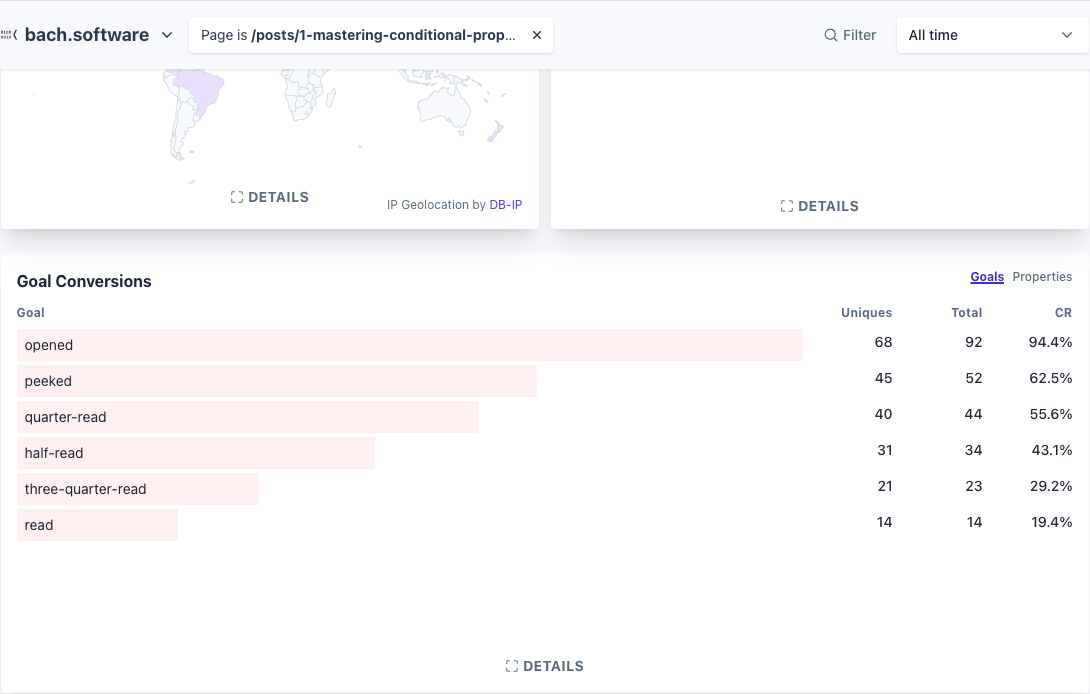 bach.software Page is /posts/1-mastering-conditional-prop... × Filter All time
DETAILS
IP Geolocation by DB-IP
DETAILS
Goal Conversions Goals Properties
Goal Uniques Total CR
opened 68 92 94.4%
peeked 45 52 62.5%
quarter-read 40 44 55.6%
half-read 31 34 43.1%
three-quarter-read 21 23 29.2%
read 14 14 19.4%
DETAILS